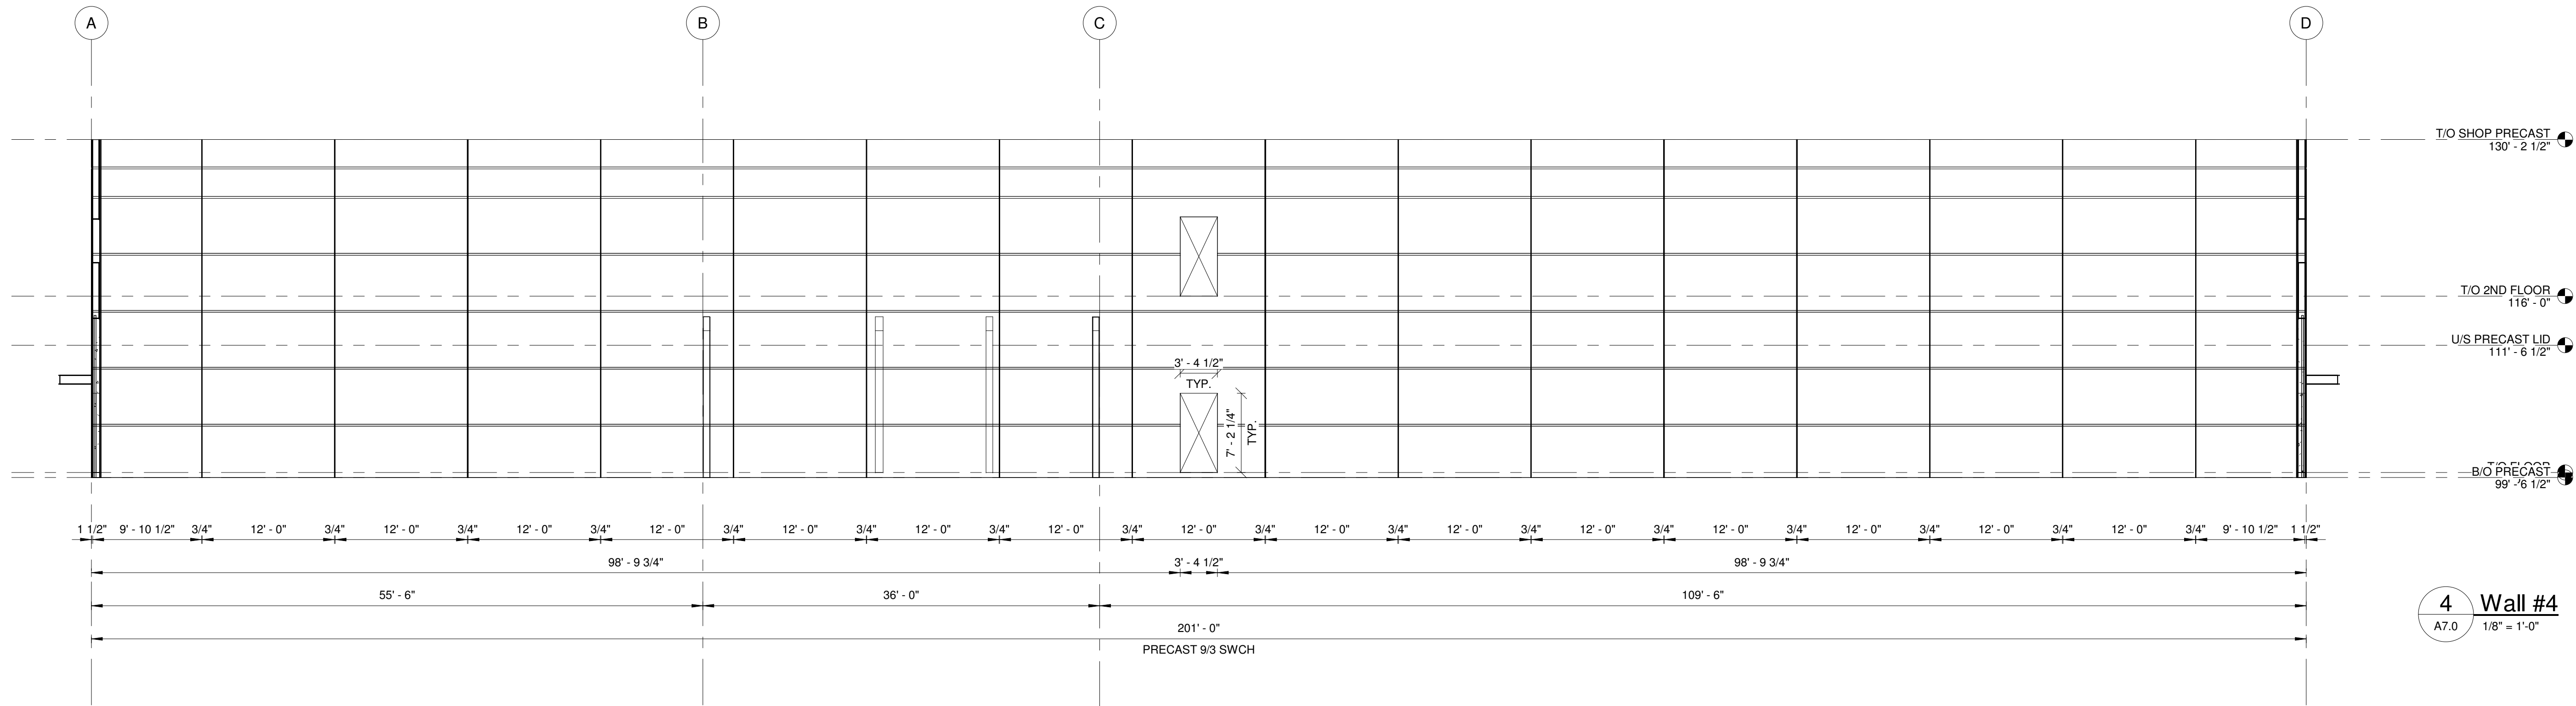 A B C D
T/O SHOP PRECAST
130' - 2 1/2"
T/O 2ND FLOOR
116' - 0"
U/S PRECAST LID
111' - 6 1/2"
3' - 4 1/2"
TYP.
7' - 2 1/4"
TYP.
T/O FLOOR
B/O PRECAST
99' - 6 1/2"
1 1/2" 9' - 10 1/2" 3/4" 12' - 0" 3/4" 12' - 0" 3/4" 12' - 0" 3/4" 12' - 0" 3/4" 12' - 0" 3/4" 12' - 0" 3/4" 12' - 0" 3/4" 12' - 0" 3/4" 12' - 0" 3/4" 12' - 0" 3/4" 12' - 0" 3/4" 12' - 0" 3/4" 12' - 0" 3/4" 12' - 0" 3/4" 12' - 0" 3/4" 9' - 10 1/2" 1 1/2"
98' - 9 3/4" 3' - 4 1/2" 98' - 9 3/4"
55' - 6" 36' - 0" 109' - 6"
201' - 0"
PRECAST 9/3 SWCH
4 Wall #4
A7.0 1/8" = 1'-0"